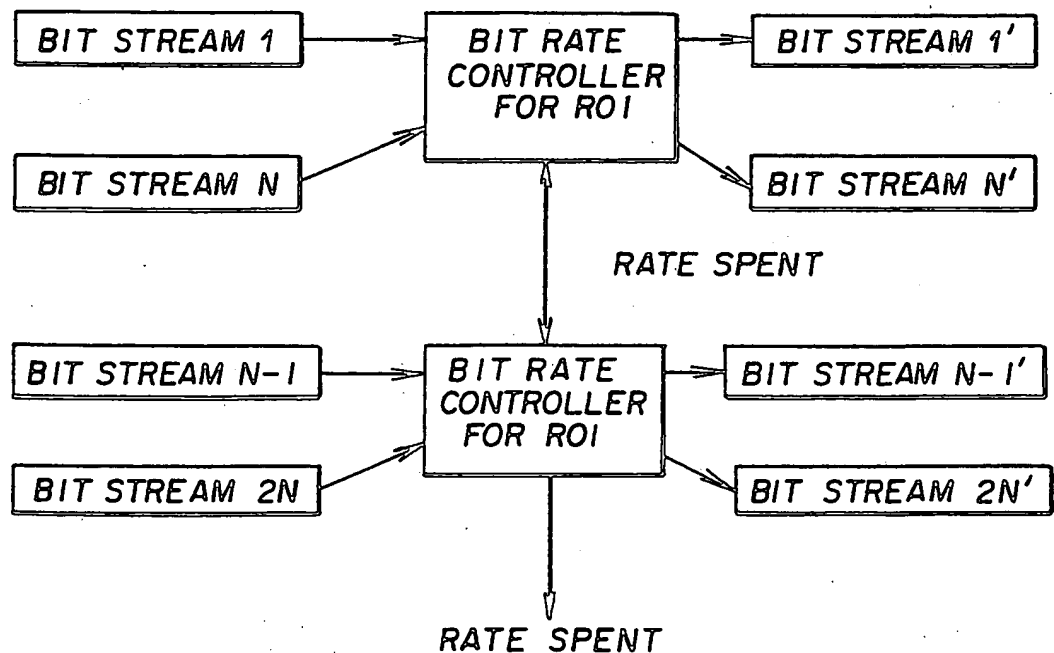 BIT STREAM 1
BIT RATE
CONTROLLER
FOR ROI
BIT STREAM 1'
BIT STREAM N
BIT STREAM N'
RATE SPENT
BIT STREAM N-1
BIT RATE
CONTROLLER
FOR ROI
BIT STREAM N-1'
BIT STREAM 2N
BIT STREAM 2N'
RATE SPENT